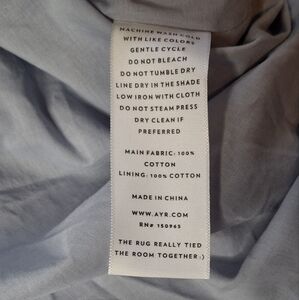 MACHINE WASH COLD
WITH LIKE COLORS
GENTLE CYCLE
DO NOT BLEACH
DO NOT TUMBLE DRY
LINE DRY IN THE SHADE
LOW IRON WITH CLOTH
DO NOT STEAM PRESS
DRY CLEAN IF
PREFERRED
MAIN FABRIC: 100%
COTTON
LINING: 100% COTTON
MADE IN CHINA
WWW.AYR.COM
RN# 150965
THE RUG REALLY TIED
THE ROOM TOGETHER :)